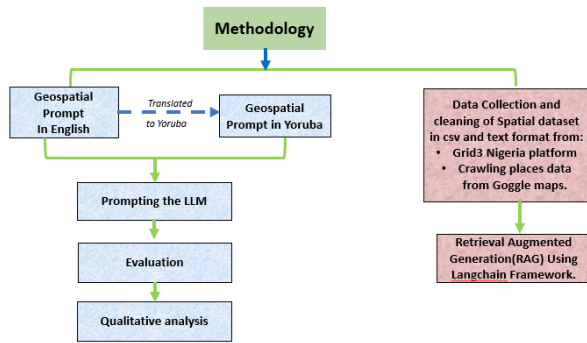 Methodology
Geospatial
Prompt
In English
Translated
to Yoruba
Geospatial
Prompt in Yoruba
Prompting the LLM
Evaluation
Qualitative analysis
Data Collection and
cleaning of Spatial dataset
in csv and text format from:
• Grid3 Nigeria platform
• Crawling places data
from Goggle maps.
Retrieval Augmented
Generation(RAG) Using
Langchain Framework.